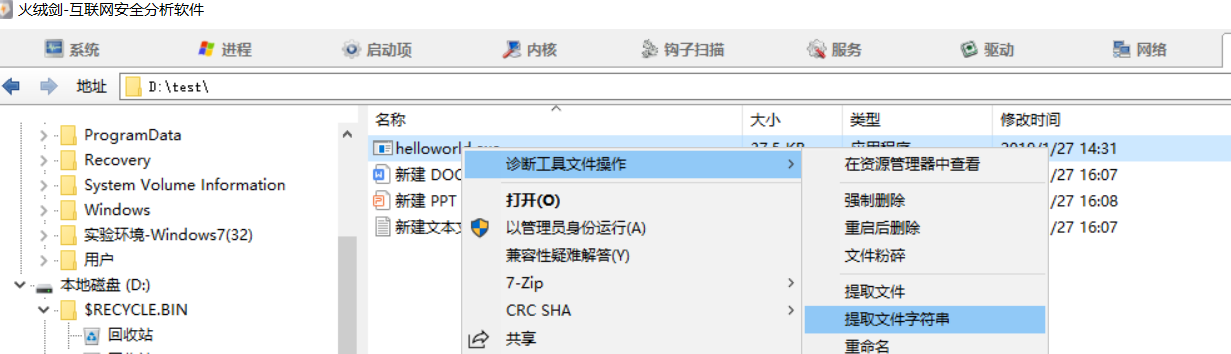 火绒剑-互联网安全分析软件
系统 进程 启动项 内核 钩子扫描 服务 驱动 网络
地址 D:\test\
名称 大小 类型 修改时间
ProgramData
Recovery
System Volume Information
Windows
实验环境-Windows7(32)
用户
本地磁盘 (D:)
$RECYCLE.BIN
回收站
helloworld.exe 27.5 KB 应用程序 2019/1/27 14:31
新建 DOC /27 16:07
新建 PPT /27 16:08
新建文本文 /27 16:07
诊断工具文件操作
打开(O)
以管理员身份运行(A)
兼容性疑难解答(Y)
7-Zip
CRC SHA
共享
在资源管理器中查看
强制删除
重启后删除
文件粉碎
提取文件
提取文件字符串
重命名